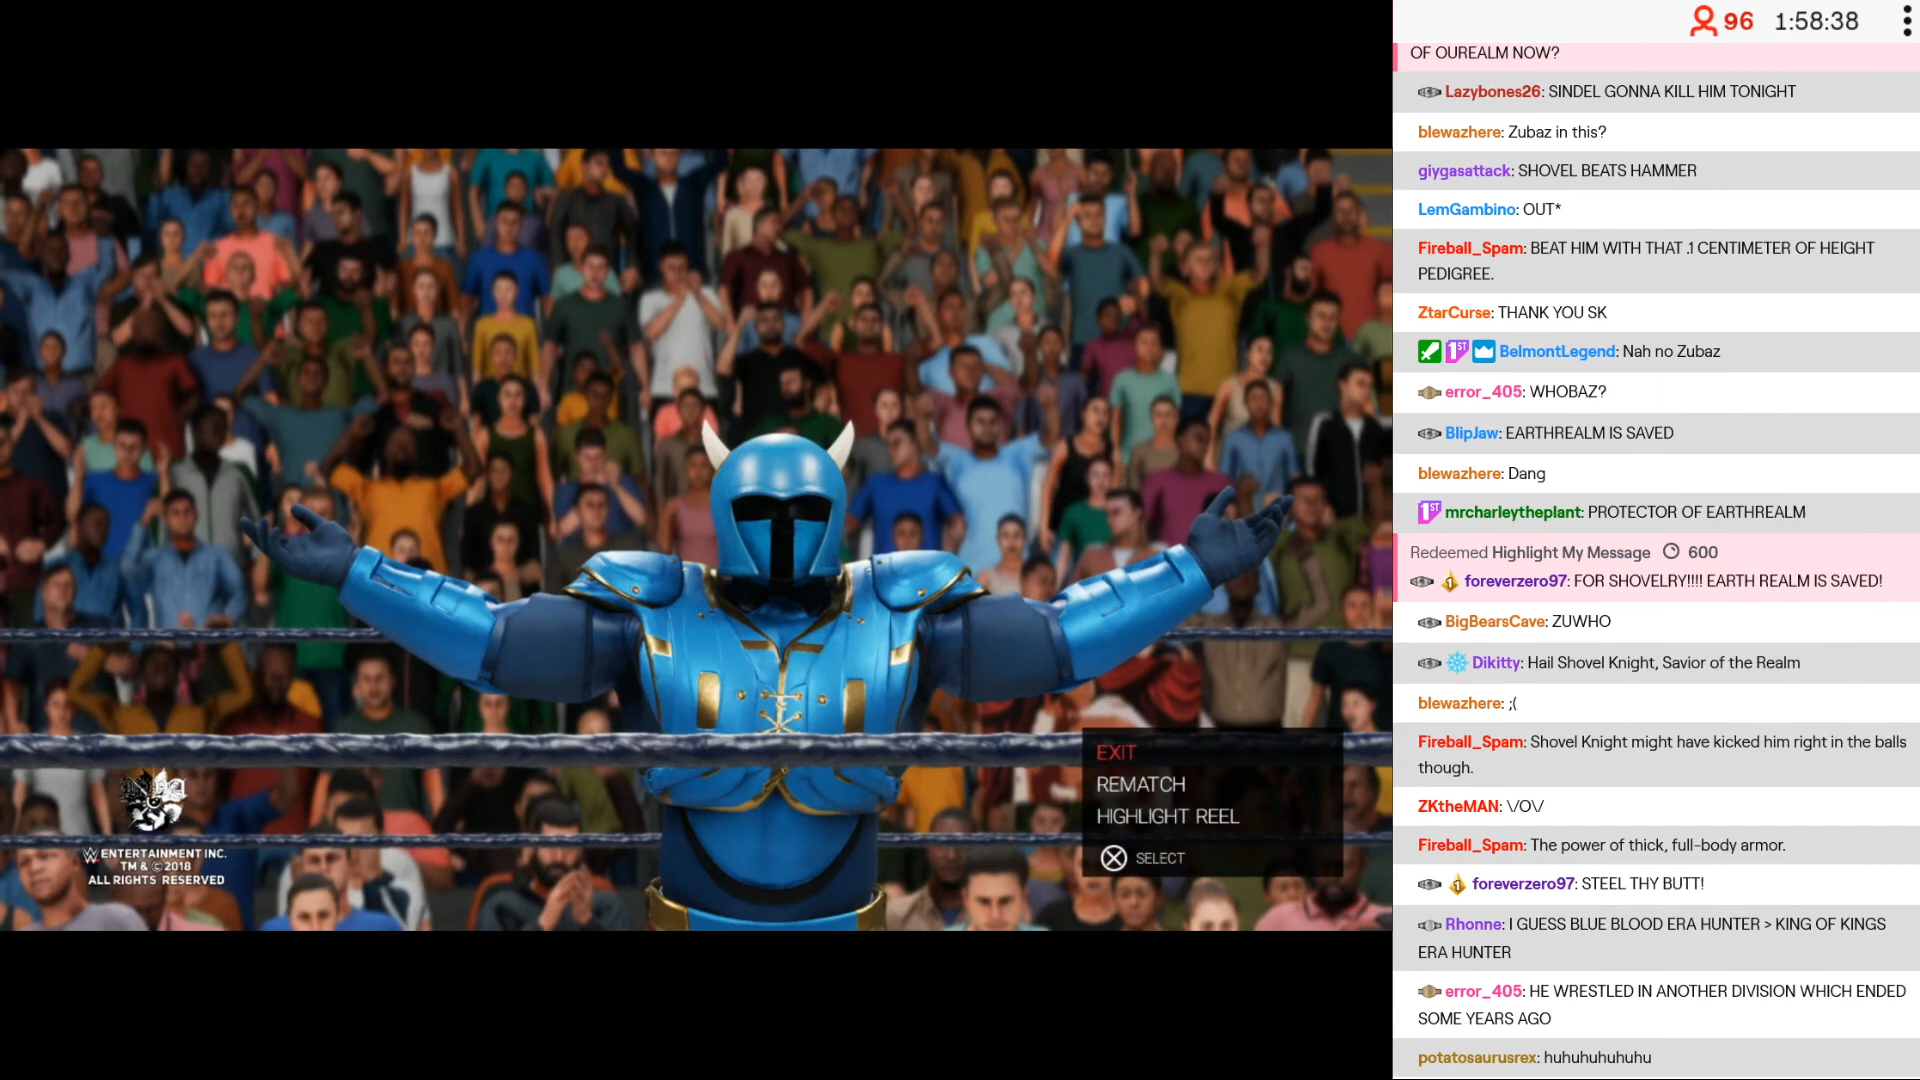 96 1:58:38
OF OUREALM NOW?
Lazybones26: SINDEL GONNA KILL HIM TONIGHT
blewazhere: Zubaz in this?
giygasattack: SHOVEL BEATS HAMMER
LemGambino: OUT*
Fireball_Spam: BEAT HIM WITH THAT .1 CENTIMETER OF HEIGHT
PEDIGREE.
ZtarCurse: THANK YOU SK
1ST BelmontLegend: Nah no Zubaz
error_405: WHOBAZ?
BlipJaw: EARTHREALM IS SAVED
blewazhere: Dang
1ST mrcharleytheplant: PROTECTOR OF EARTHREALM
Redeemed Highlight My Message 600
1 foreverzero97: FOR SHOVELRY!!!! EARTH REALM IS SAVED!
BigBearsCave: ZUWHO
Dikitty: Hail Shovel Knight, Savior of the Realm
blewazhere: ;(
Fireball_Spam: Shovel Knight might have kicked him right in the balls
though.
ZKtheMAN: \/O\/
Fireball_Spam: The power of thick, full-body armor.
1 foreverzero97: STEEL THY BUTT!
Rhonne: I GUESS BLUE BLOOD ERA HUNTER > KING OF KINGS
ERA HUNTER
error_405: HE WRESTLED IN ANOTHER DIVISION WHICH ENDED
SOME YEARS AGO
potatosaurusrex: huhuhuhuhuhu
EXIT
REMATCH
HIGHLIGHT REEL
SELECT
W ENTERTAINMENT INC.
TM & ©2018
ALL RIGHTS RESERVED